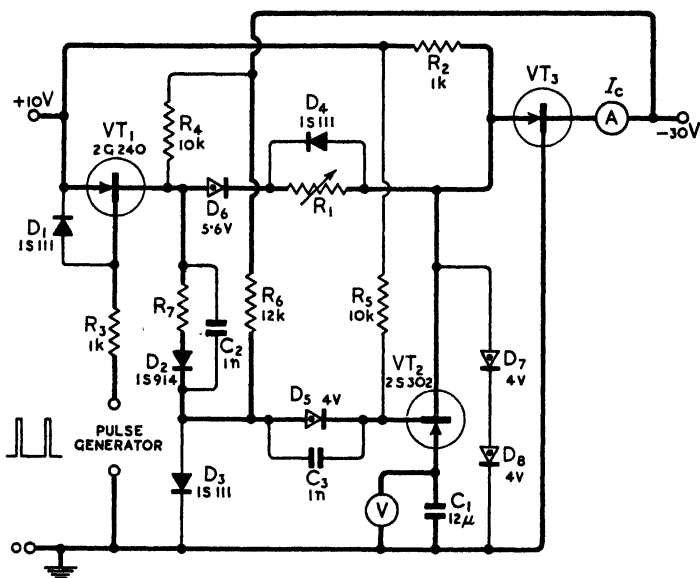 +10V
VT1
2G240
R4
10k
D4
1S111
R2
1k
VT3
Ic
A
-30V
D1
1S111
D6
5·6V
R1
R3
1k
R7
C2
1n
D2
1S914
R6
12k
R5
10k
VT2
2S302
D7
4V
D5 4V
PULSE
GENERATOR
D3
1S111
C3
1n
V
C1
12μ
D8
4V